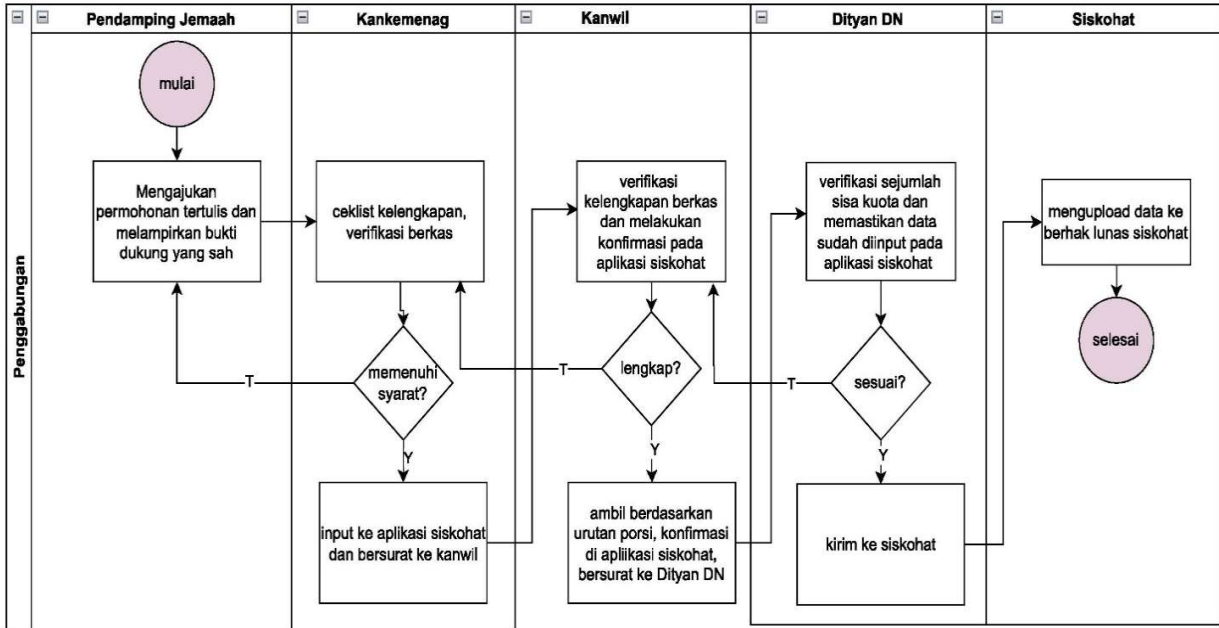 Pendamping Jemaah
Kankemenag
Kanwil
Dityan DN
Siskohat
Penggabungan
mulai
Mengajukan
permohonan tertulis dan
melampirkan bukti
dukung yang sah
ceklist kelengkapan,
verifikasi berkas
memenuhi
syarat?
T
Y
input ke aplikasi siskohat
dan bersurat ke kanwil
verifikasi
kelengkapan berkas
dan melakukan
konfirmasi pada
aplikasi siskohat
lengkap?
T
Y
ambil berdasarkan
urutan porsi, konfirmasi
di apliikasi siskohat,
bersurat ke Dityan DN
verifikasi sejumlah
sisa kuota dan
memastikan data
sudah diinput pada
aplikasi siskohat
sesuai?
T
Y
kirim ke siskohat
mengupload data ke
berhak lunas siskohat
selesai